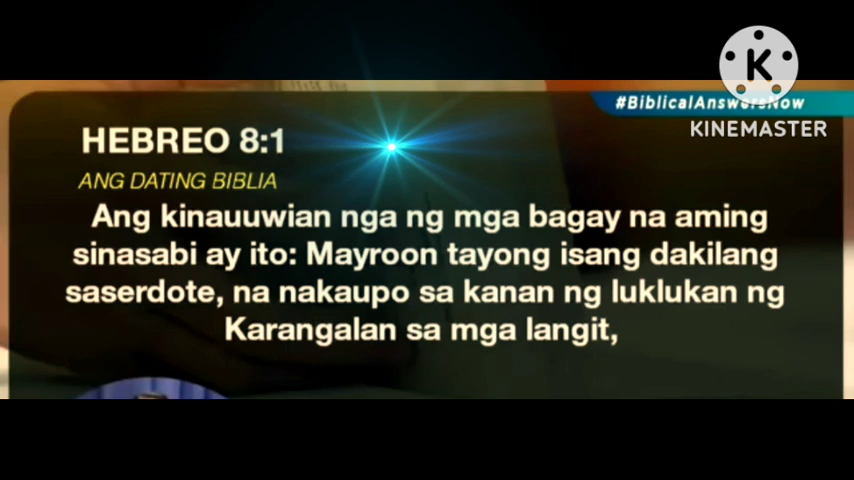 #BiblicalAnswersNow
KINEMASTER
HEBREO 8:1
ANG DATING BIBLIA
Ang kinauuwian nga ng mga bagay na aming
sinasabi ay ito: Mayroon tayong isang dakilang
saserdote, na nakaupo sa kanan ng luklukan ng
Karangalan sa mga langit,